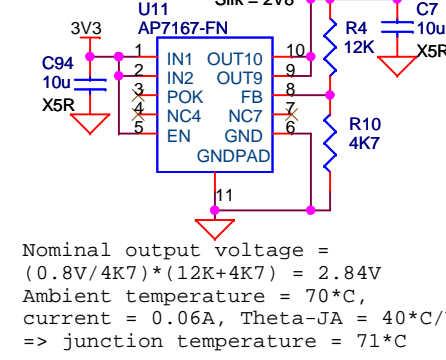 Silk = 2V8
U11
AP7167-FN
3V3
C94
10u
X5R
1 IN1 OUT10 10
2 IN2 OUT9 9
3 POK FB 8
4 NC4 NC7 7
5 EN GND 6
GNDPAD
11
R4
12K
C7
10u
X5R
R10
4K7
Nominal output voltage =
(0.8V/4K7)*(12K+4K7) = 2.84V
Ambient temperature = 70*C,
current = 0.06A, Theta-JA = 40*C/
=> junction temperature = 71*C